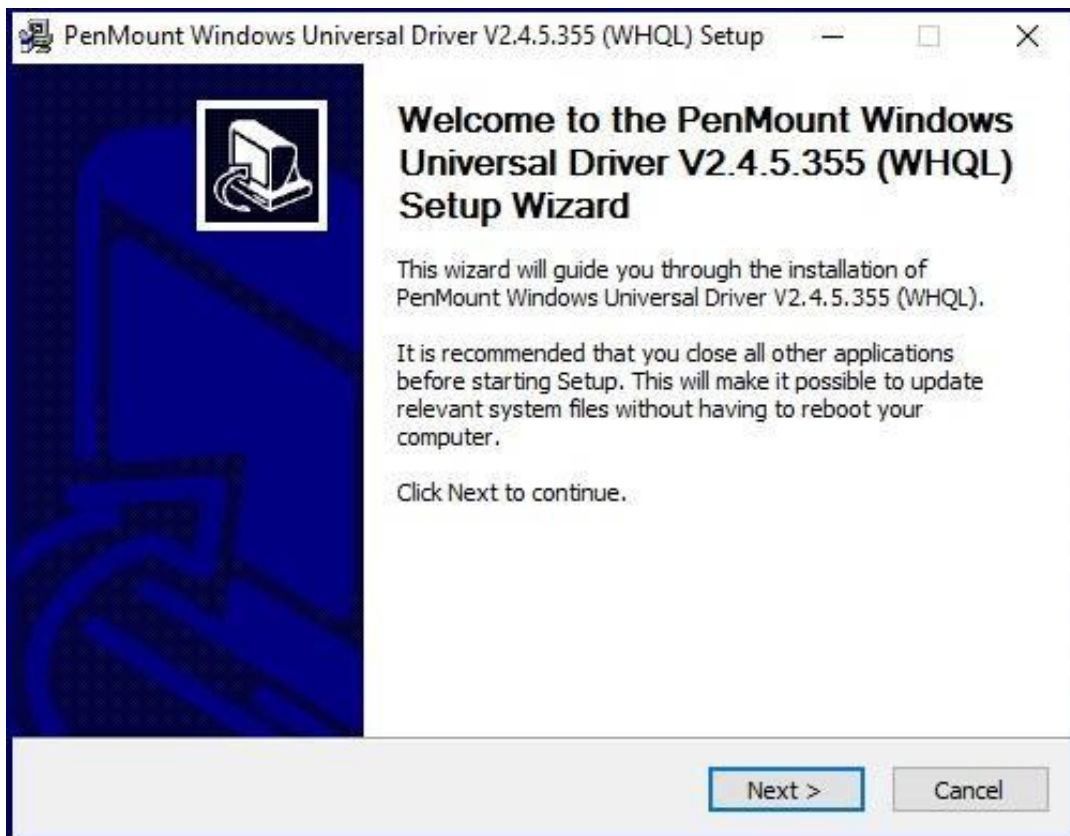 PenMount Windows Universal Driver V2.4.5.355 (WHQL) Setup
Welcome to the PenMount Windows
Universal Driver V2.4.5.355 (WHQL)
Setup Wizard
This wizard will guide you through the installation of
PenMount Windows Universal Driver V2.4.5.355 (WHQL).
It is recommended that you close all other applications
before starting Setup. This will make it possible to update
relevant system files without having to reboot your
computer.
Click Next to continue.
Next >
Cancel